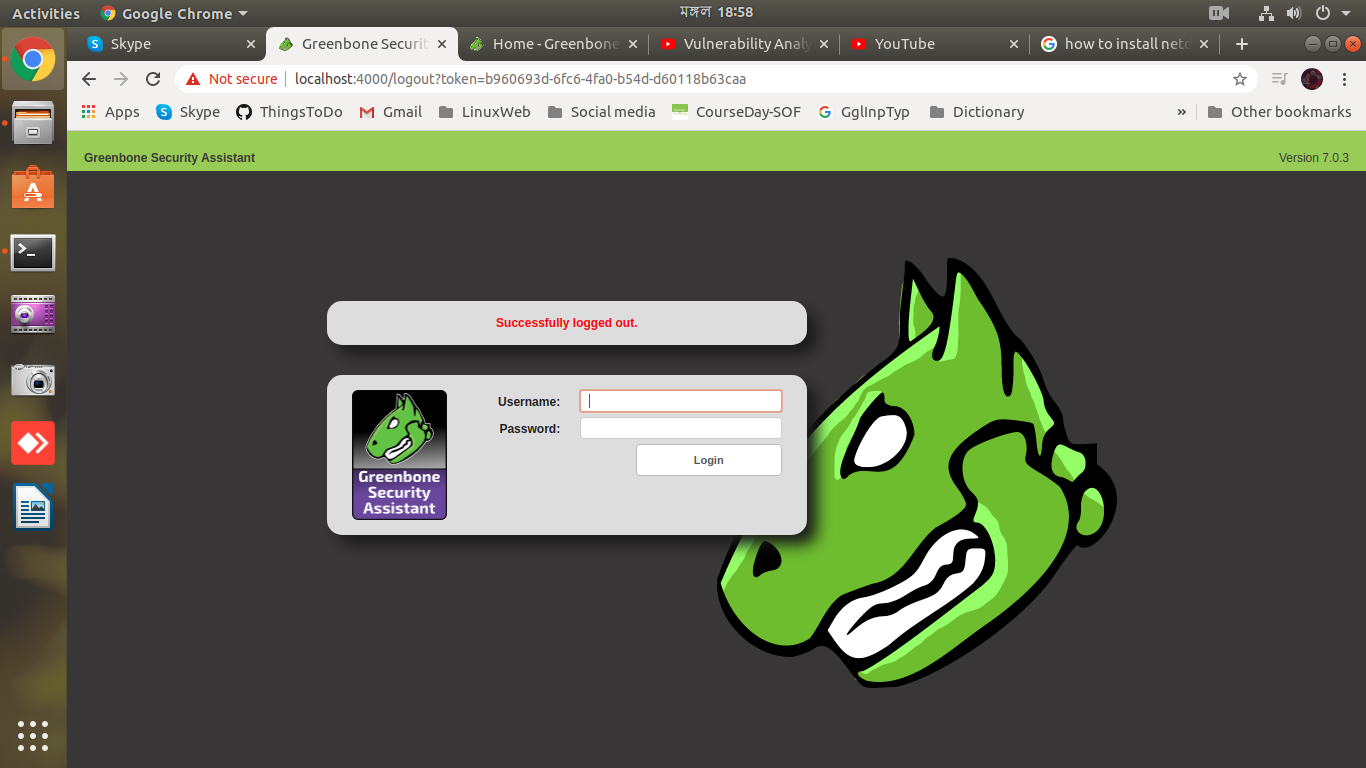 Activities
Google Chrome
মঙ্গল 18:58
Skype
Greenbone Securit
Home - Greenbone
Vulnerability Analy
YouTube
how to install netc
Not secure
localhost:4000/logout?token=b960693d-6fc6-4fa0-b54d-d60118b63caa
Apps
Skype
ThingsToDo
Gmail
LinuxWeb
Social media
CourseDay-SOF
GglInpTyp
Dictionary
»
Other bookmarks
Greenbone Security Assistant
Version 7.0.3
Successfully logged out.
Username:
Password:
Login
Greenbone
Security
Assistant